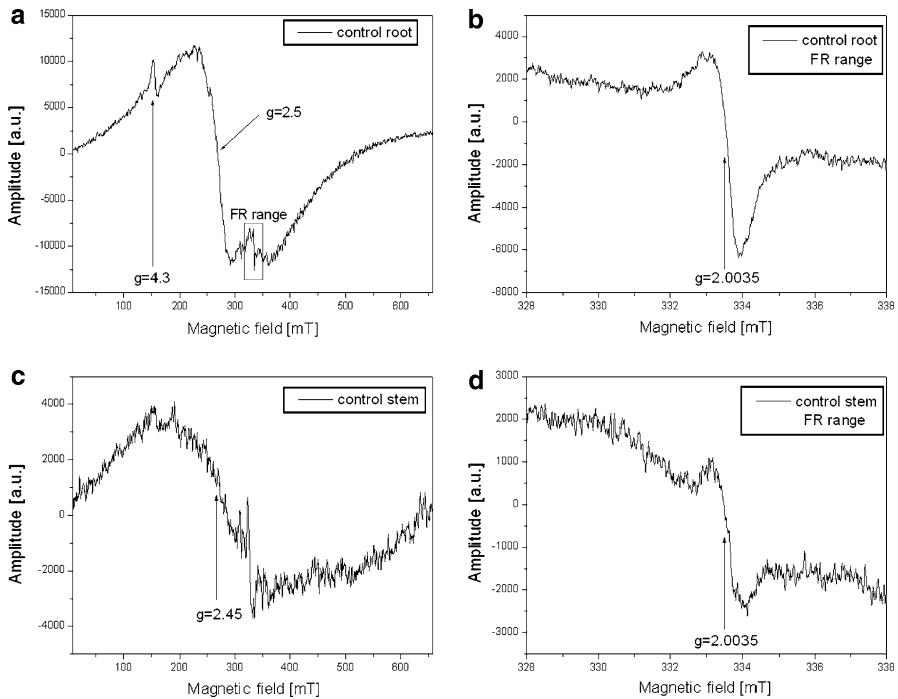 a
control root
Amplitude [a.u.]
15000
10000
5000
0
-5000
-10000
-15000
g=2.5
FR range
g=4.3
100 200 300 400 500 600
Magnetic field [mT]
b
control root
FR range
Amplitude [a.u.]
4000
2000
0
-2000
-4000
-6000
-8000
g=2.0035
328 330 332 334 336 338
Magnetic field [mT]
c
control stem
Amplitude [a.u.]
4000
2000
0
-2000
-4000
g=2.45
100 200 300 400 500 600
Magnetic field [mT]
d
control stem
FR range
Amplitude [a.u.]
3000
2000
1000
0
-1000
-2000
-3000
g=2.0035
328 330 332 334 336 338
Magnetic field [mT]